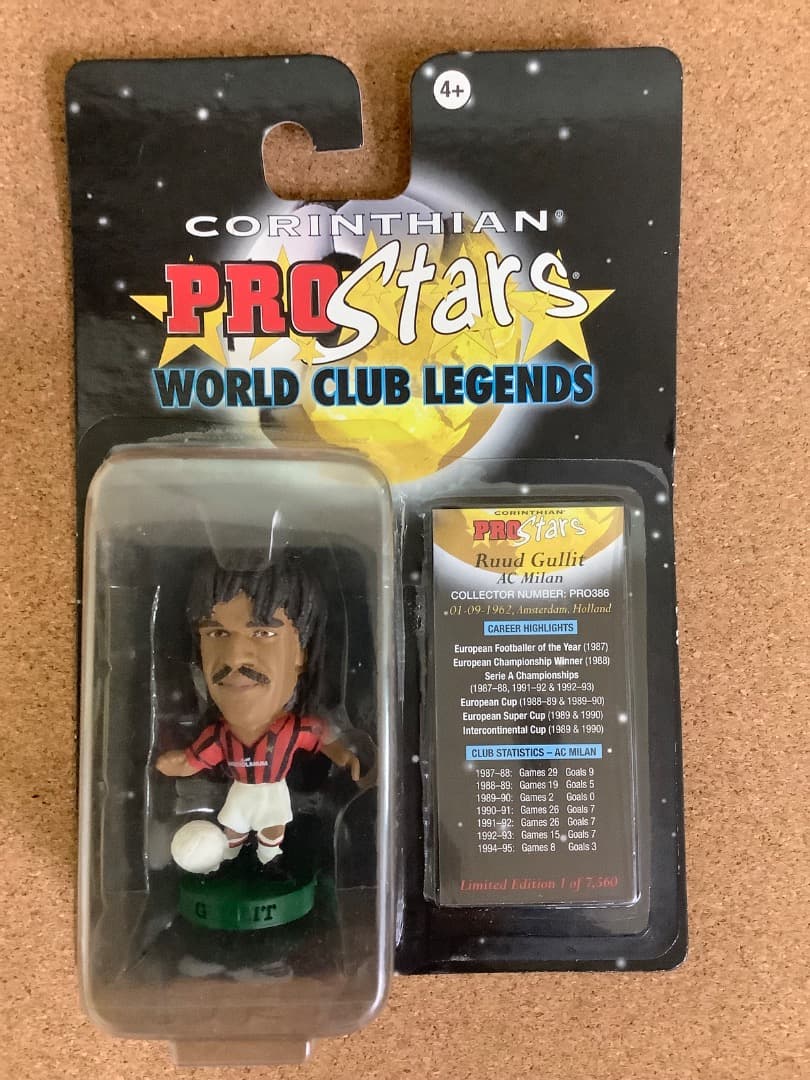 4+
CORINTHIAN®
PROStars®
WORLD CLUB LEGENDS
CORINTHIAN
PROStars
Ruud Gullit
AC Milan
COLLECTOR NUMBER: PRO386
01-09-1962, Amsterdam, Holland
CAREER HIGHLIGHTS
European Footballer of the Year (1987)
European Championship Winner (1988)
Serie A Championships
(1987–88, 1991–92 & 1992–93)
European Cup (1988–89 & 1989–90)
European Super Cup (1989 & 1990)
Intercontinental Cup (1989 & 1990)
CLUB STATISTICS – AC MILAN
1987–88: Games 29 Goals 9
1988–89: Games 19 Goals 5
1989–90: Games 2 Goals 0
1990–91: Games 26 Goals 7
1991–92: Games 26 Goals 7
1992–93: Games 15 Goals 7
1994–95: Games 8 Goals 3
Limited Edition 1 of 7,560